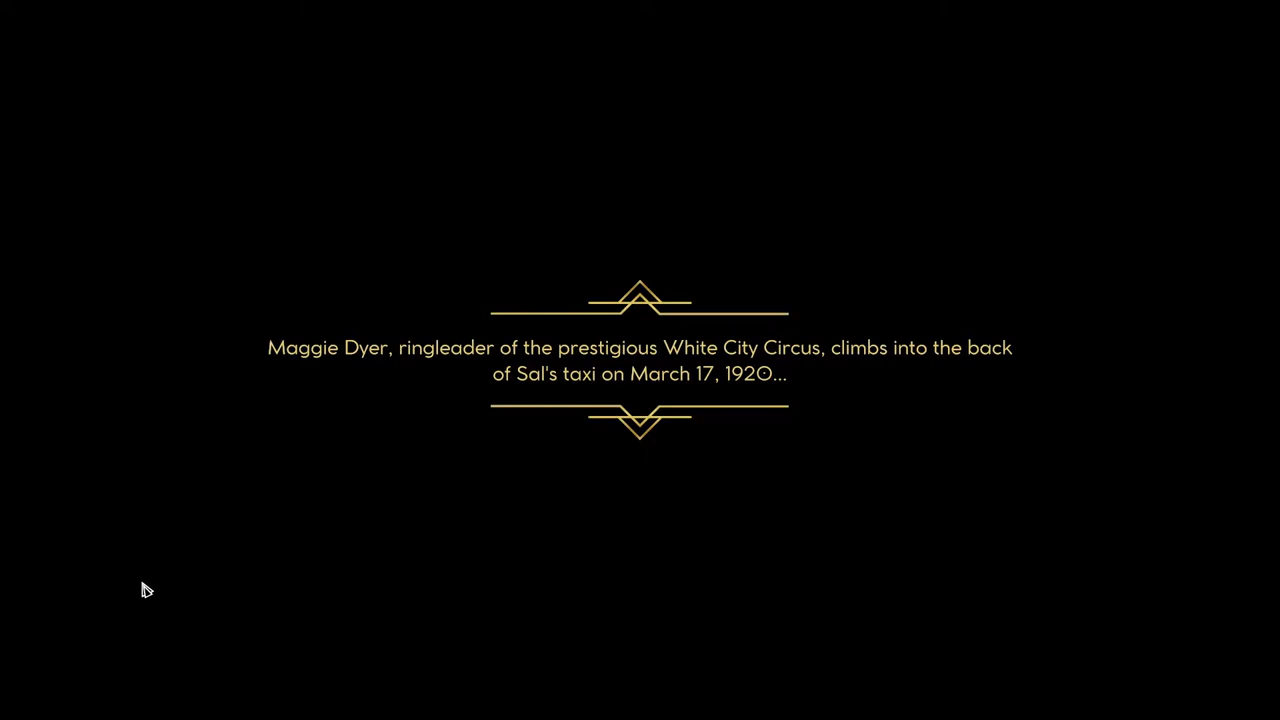 Maggie Dyer, ringleader of the prestigious White City Circus, climbs into the back
of Sal's taxi on March 17, 1920...